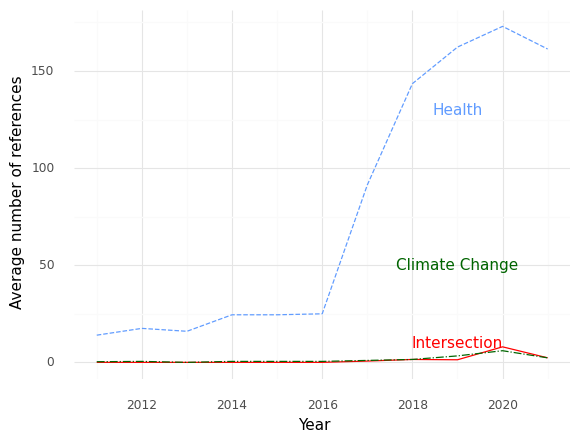 Average number of references
150
100
50
0
Health
Climate Change
Intersection
2012
2014
2016
2018
2020
Year